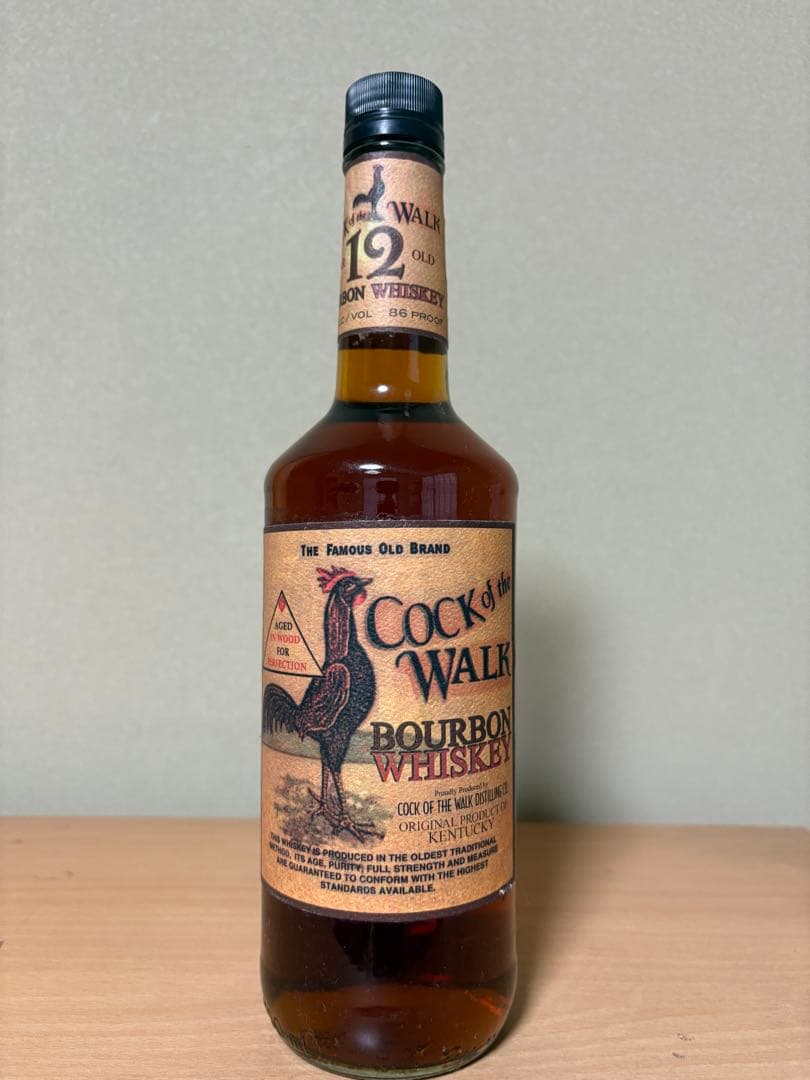 of the WALK
12 OLD
WHISKEY
/ VOL 86 PROOF
THE FAMOUS OLD BRAND
AGED
IN WOOD
FOR
PERFECTION
COCK of the
WALK
BOURBON
WHISKEY
Proudly Produced by
COCK OF THE WALK DISTILLING CO.
ORIGINAL PRODUCT OF
KENTUCKY
THIS WHISKEY IS PRODUCED IN THE OLDEST TRADITIONAL
METHOD, ITS AGE, PURITY, FULL STRENGTH AND MEASURE
ARE GUARANTEED TO CONFORM WITH THE HIGHEST
STANDARDS AVAILABLE.